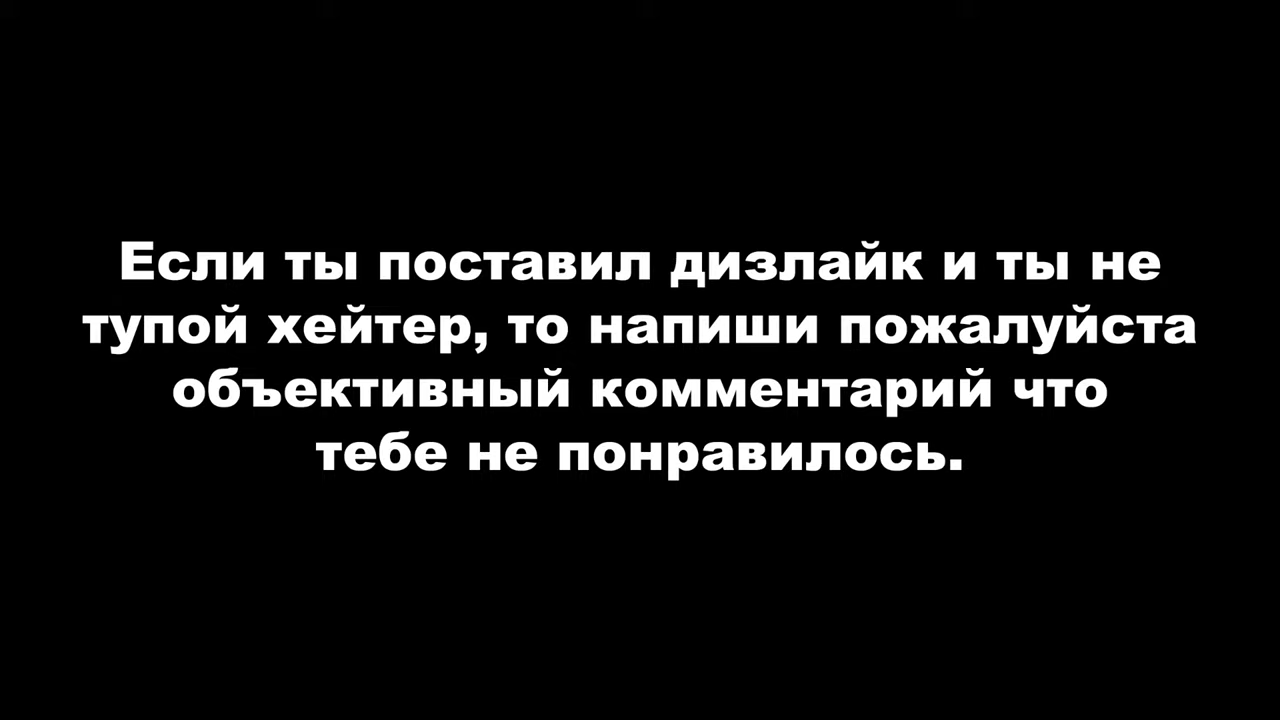 Если ты поставил дизлайк и ты не
тупой хейтер, то напиши пожалуйста
объективный комментарий что
тебе не понравилось.